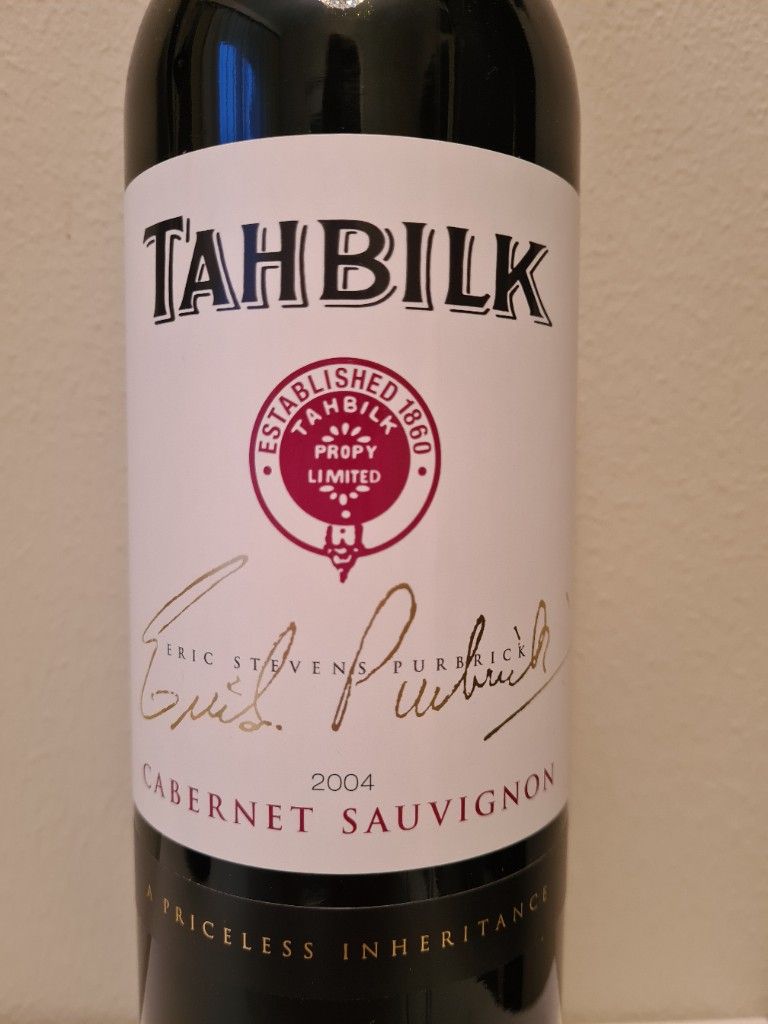 TAHBILK
· ESTABLISHED 1860 ·
TAHBILK
PROPY
LIMITED
ERIC STEVENS PURBRICK
Eric S. Purbrick
2004
CABERNET SAUVIGNON
A PRICELESS INHERITANCE